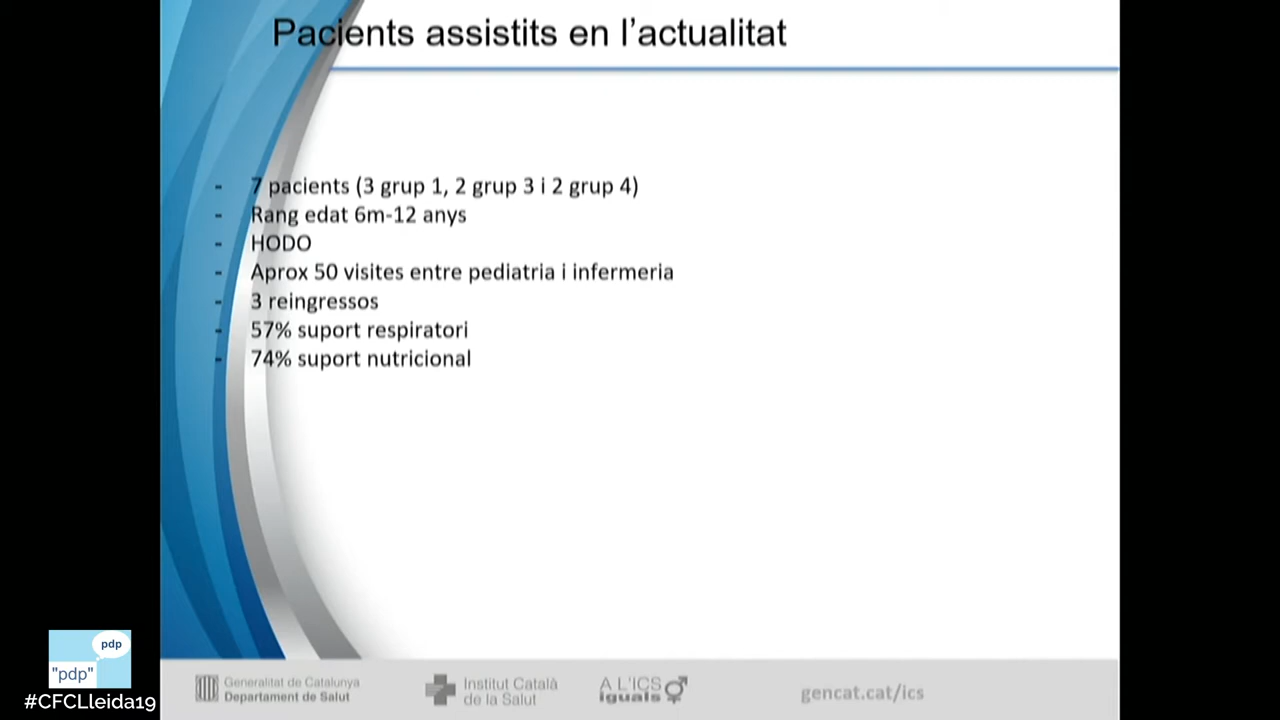 Pacients assistits en l'actualitat
- 7 pacients (3 grup 1, 2 grup 3 i 2 grup 4)
- Rang edat 6m-12 anys
- HODO
- Aprox 50 visites entre pediatria i infermeria
- 3 reingressos
- 57% suport respiratori
- 74% suport nutricional
pdp
"pdp"
#CFCLleida19
Generalitat de Catalunya
Departament de Salut
Institut Català
de la Salut
A L'ICS
iguals
gencat.cat/ics